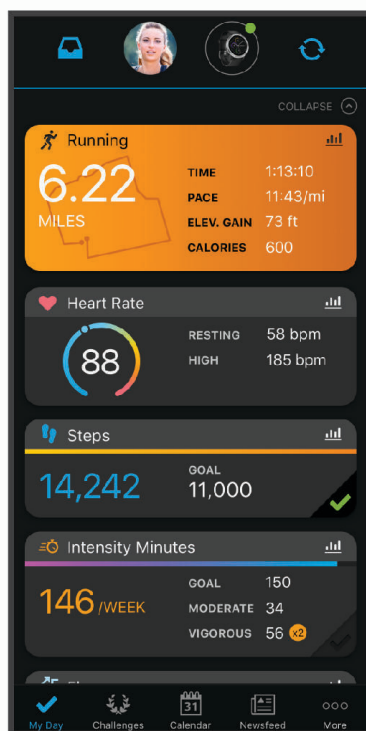 COLLAPSE
Running
6.22
MILES
TIME 1:13:10
PACE 11:43/mi
ELEV. GAIN 73 ft
CALORIES 600
Heart Rate
88
RESTING 58 bpm
HIGH 185 bpm
Steps
14,242
GOAL
11,000
Intensity Minutes
146 /WEEK
GOAL 150
MODERATE 34
VIGOROUS 56 x2
31
My Day Challenges Calendar Newsfeed More